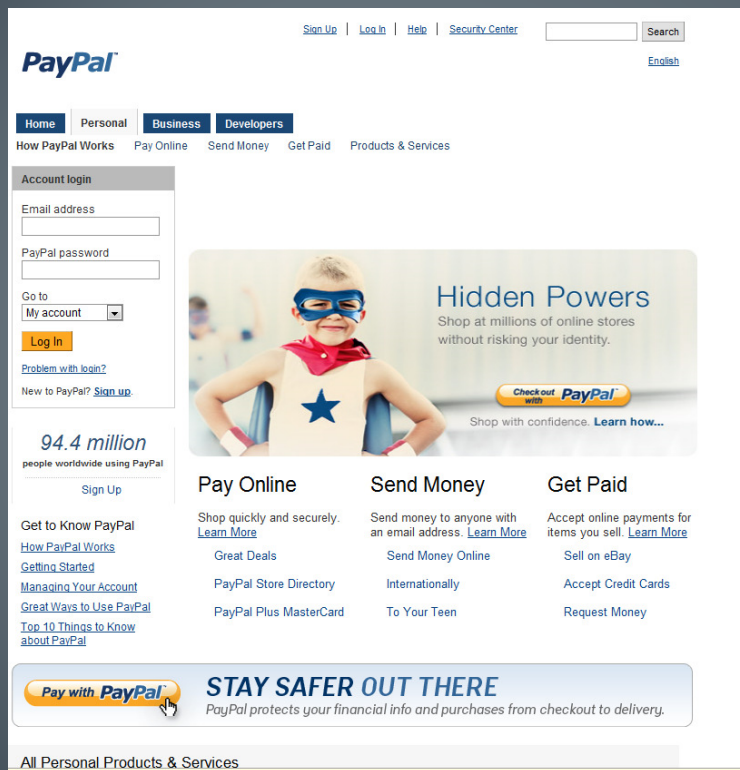 Sign Up | Log In | Help | Security Center
Search
PayPal™
English
Home Personal Business Developers
How PayPal Works Pay Online Send Money Get Paid Products & Services
Account login
Email address
PayPal password
Go to
My account
Log In
Problem with login?
New to PayPal? Sign up.
94.4 million
people worldwide using PayPal
Sign Up
Get to Know PayPal
How PayPal Works
Getting Started
Managing Your Account
Great Ways to Use PayPal
Top 10 Things to Know
about PayPal
Hidden Powers
Shop at millions of online stores
without risking your identity.
Check out
with PayPal
Shop with confidence. Learn how...
Pay Online
Shop quickly and securely.
Learn More
Great Deals
PayPal Store Directory
PayPal Plus MasterCard
Send Money
Send money to anyone with
an email address. Learn More
Send Money Online
Internationally
To Your Teen
Get Paid
Accept online payments for
items you sell. Learn More
Sell on eBay
Accept Credit Cards
Request Money
Pay with PayPal
STAY SAFER OUT THERE
PayPal protects your financial info and purchases from checkout to delivery.
All Personal Products & Services